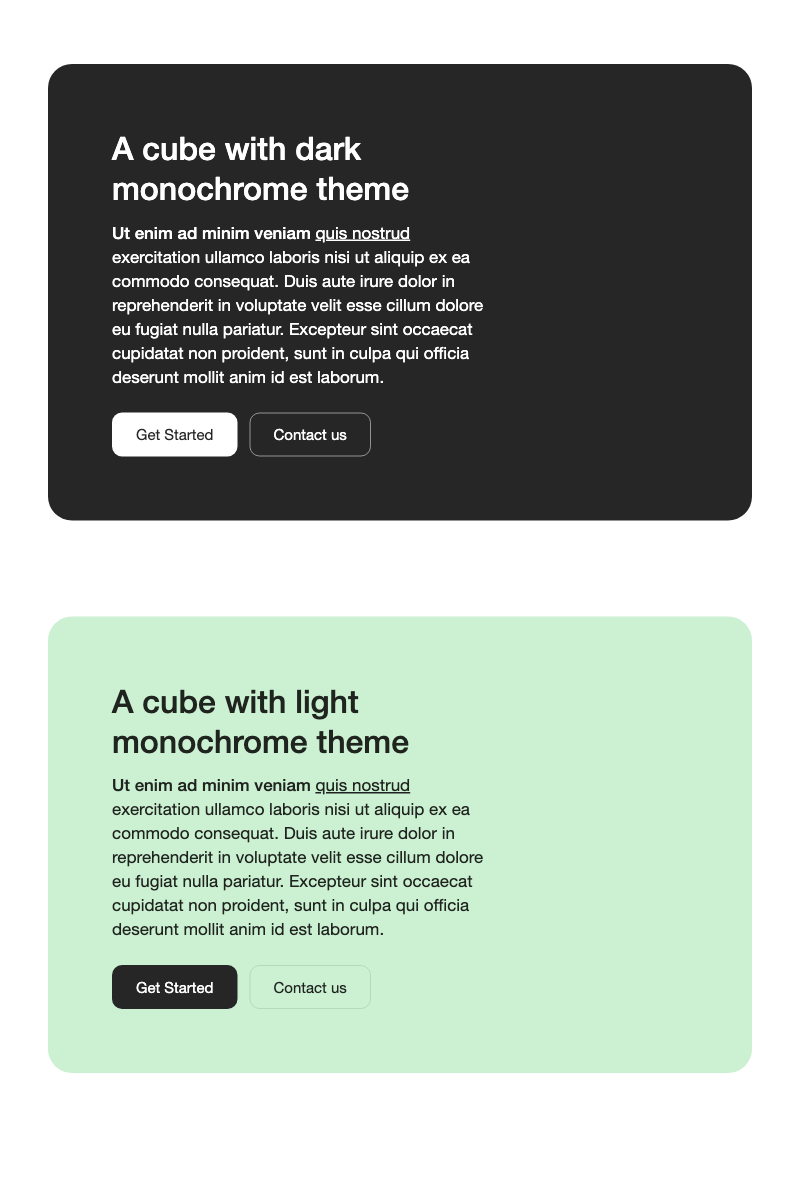 A cube with dark
monochrome theme
Ut enim ad minim veniam quis nostrud
exercitation ullamco laboris nisi ut aliquip ex ea
commodo consequat. Duis aute irure dolor in
reprehenderit in voluptate velit esse cillum dolore
eu fugiat nulla pariatur. Excepteur sint occaecat
cupidatat non proident, sunt in culpa qui officia
deserunt mollit anim id est laborum.
Get Started Contact us
A cube with light
monochrome theme
Ut enim ad minim veniam quis nostrud
exercitation ullamco laboris nisi ut aliquip ex ea
commodo consequat. Duis aute irure dolor in
reprehenderit in voluptate velit esse cillum dolore
eu fugiat nulla pariatur. Excepteur sint occaecat
cupidatat non proident, sunt in culpa qui officia
deserunt mollit anim id est laborum.
Get Started Contact us